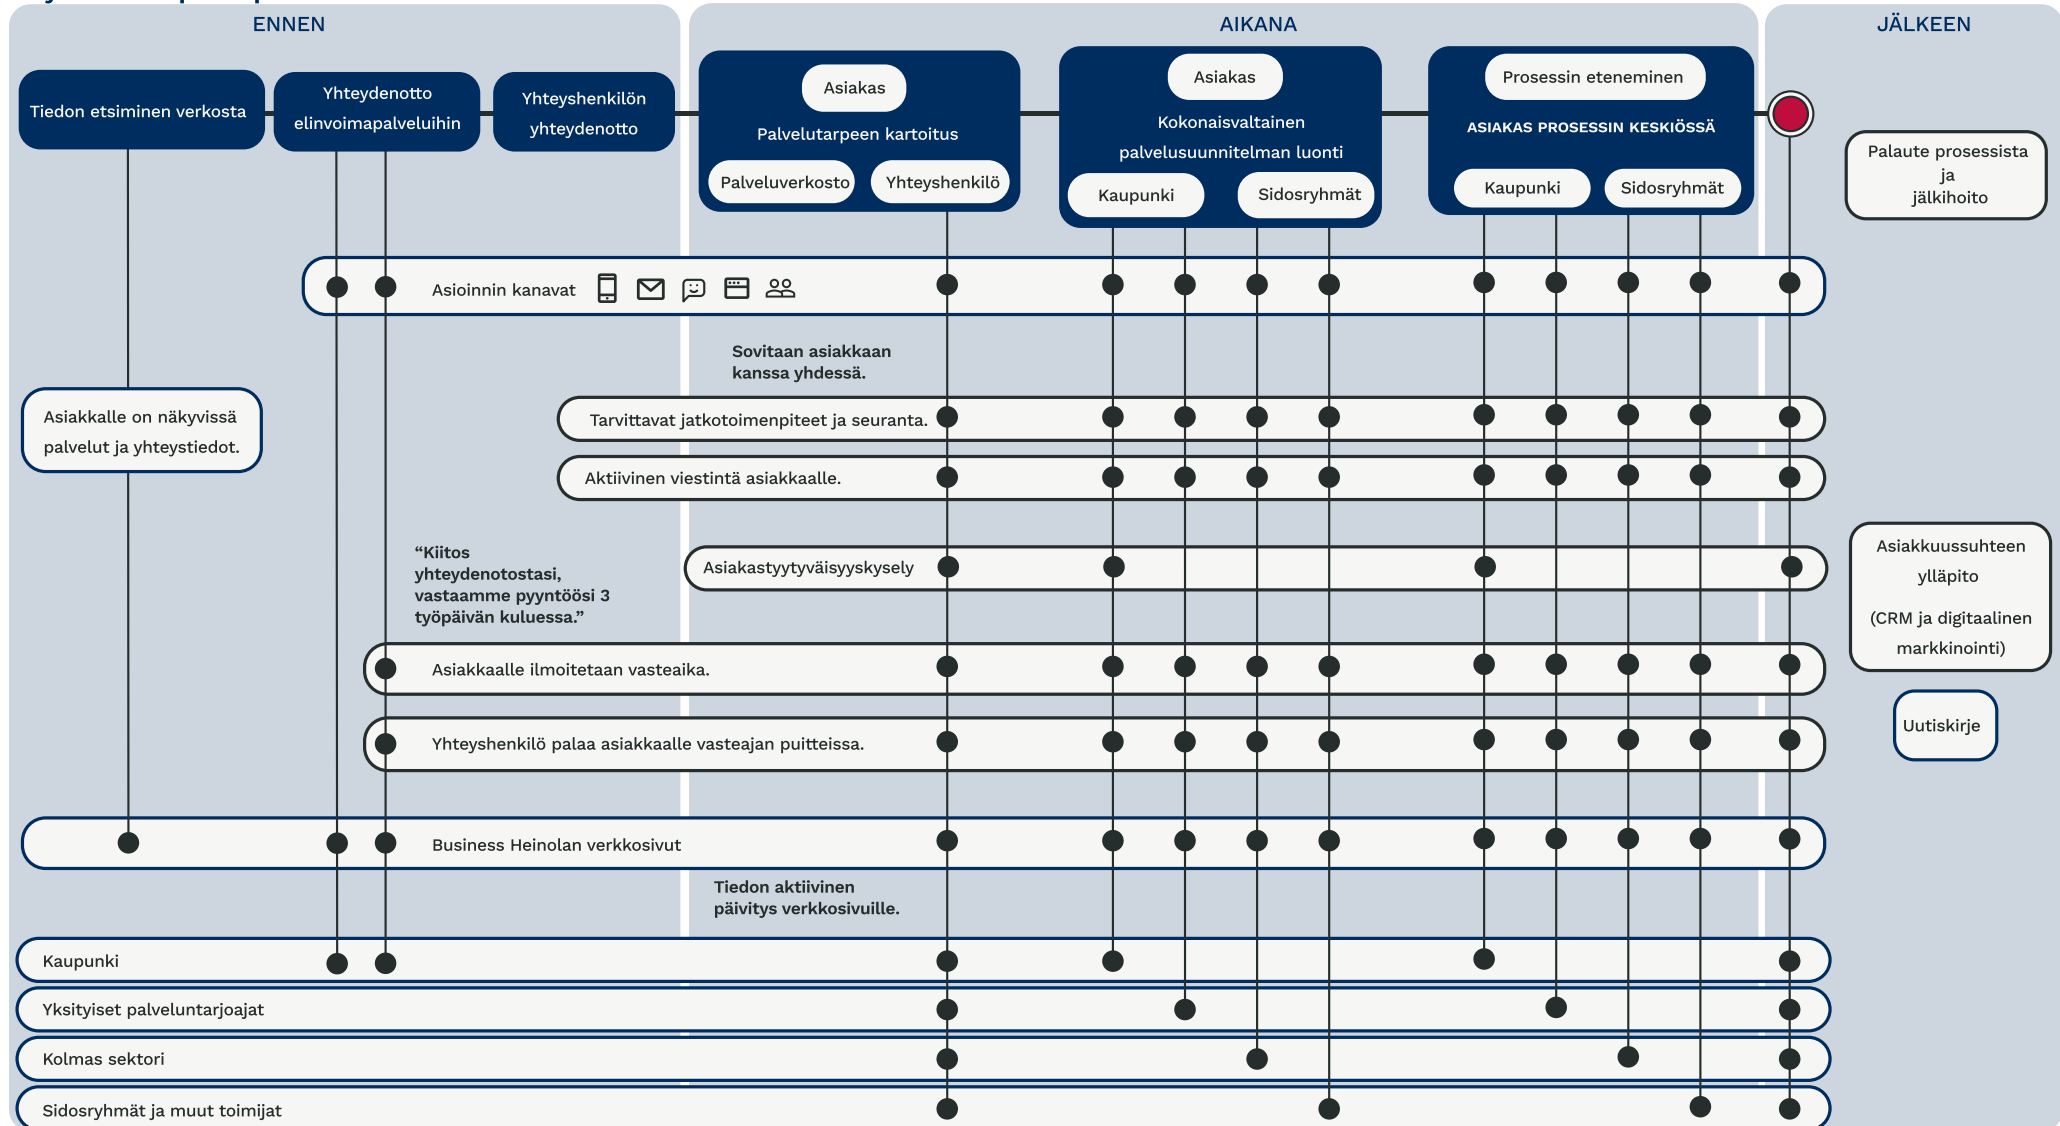 ENNEN
AIKANA
JÄLKEEN
Tiedon etsiminen verkosta
Yhteydenotto
elinvoimapalveluihin
Yhteyshenkilön
yhteydenotto
Asiakas
Palvelutarpeen kartoitus
Palveluverkosto
Yhteyshenkilö
Asiakas
Kokonaisvaltainen
palvelusuunnitelman luonti
Kaupunki
Sidosryhmät
Prosessin eteneminen
ASIAKAS PROSESSIN KESKIÖSSÄ
Kaupunki
Sidosryhmät
Palaute prosessista
ja
jälkihoito
Asioinnin kanavat
Sovitaan asiakkaan
kanssa yhdessä.
Asiakkalle on näkyvissä
palvelut ja yhteystiedot.
Tarvittavat jatkotoimenpiteet ja seuranta.
Aktiivinen viestintä asiakkaalle.
“Kiitos
yhteydenotostasi,
vastaamme pyyntöösi 3
työpäivän kuluessa.”
Asiakastyytyväisyyskysely
Asiakkuussuhteen
ylläpito
(CRM ja digitaalinen
markkinointi)
Asiakkaalle ilmoitetaan vasteaika.
Uutiskirje
Yhteyshenkilö palaa asiakkaalle vasteajan puitteissa.
Business Heinolan verkkosivut
Tiedon aktiivinen
päivitys verkkosivuille.
Kaupunki
Yksityiset palveluntarjoajat
Kolmas sektori
Sidosryhmät ja muut toimijat